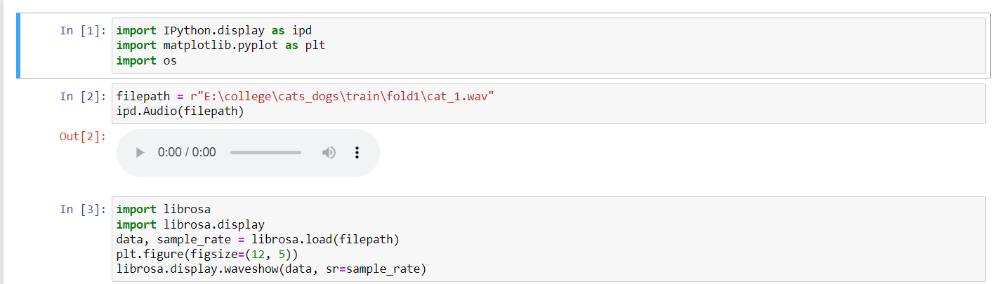 In [1]: import IPython.display as ipd
import matplotlib.pyplot as plt
import os
In [2]: filepath = r"E:\college\cats_dogs\train\fold1\cat_1.wav"
ipd.Audio(filepath)
Out[2]:
0:00 / 0:00
In [3]: import librosa
import librosa.display
data, sample_rate = librosa.load(filepath)
plt.figure(figsize=(12, 5))
librosa.display.waveshow(data, sr=sample_rate)